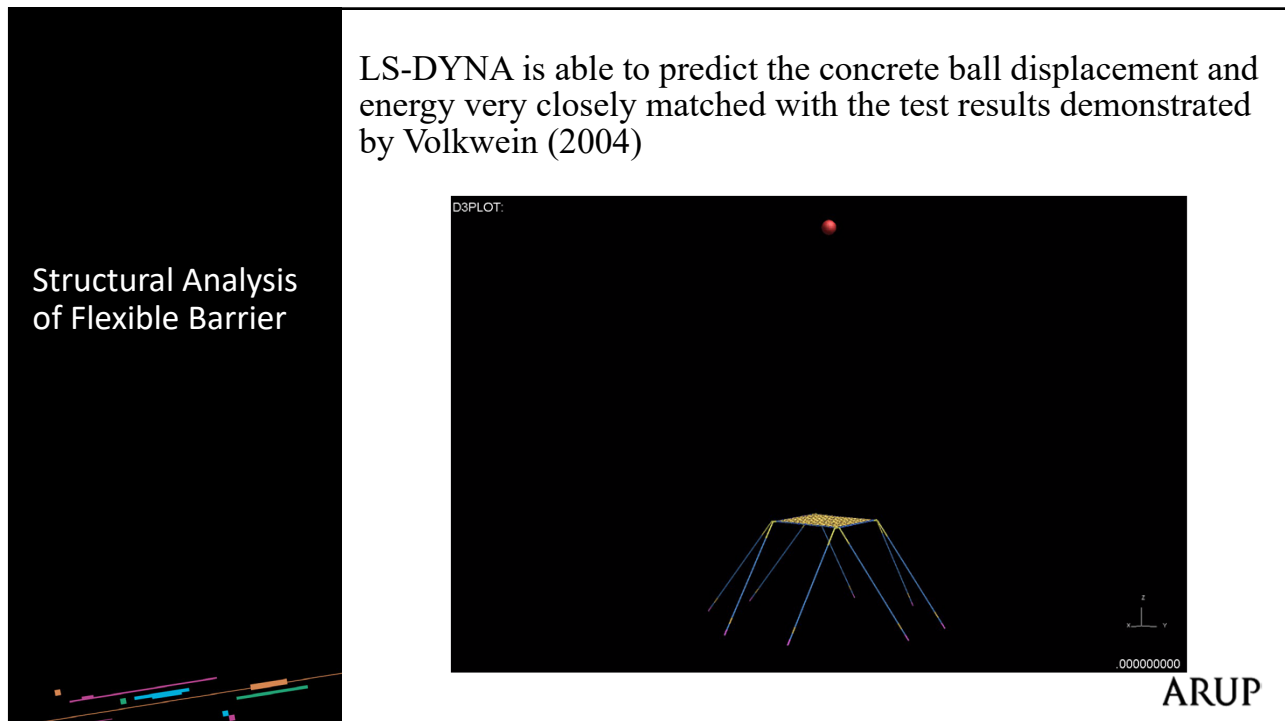 LS-DYNA is able to predict the concrete ball displacement and
energy very closely matched with the test results demonstrated
by Volkwein (2004)
Structural Analysis
of Flexible Barrier
D3PLOT:
Z
X
Y
.000000000
ARUP